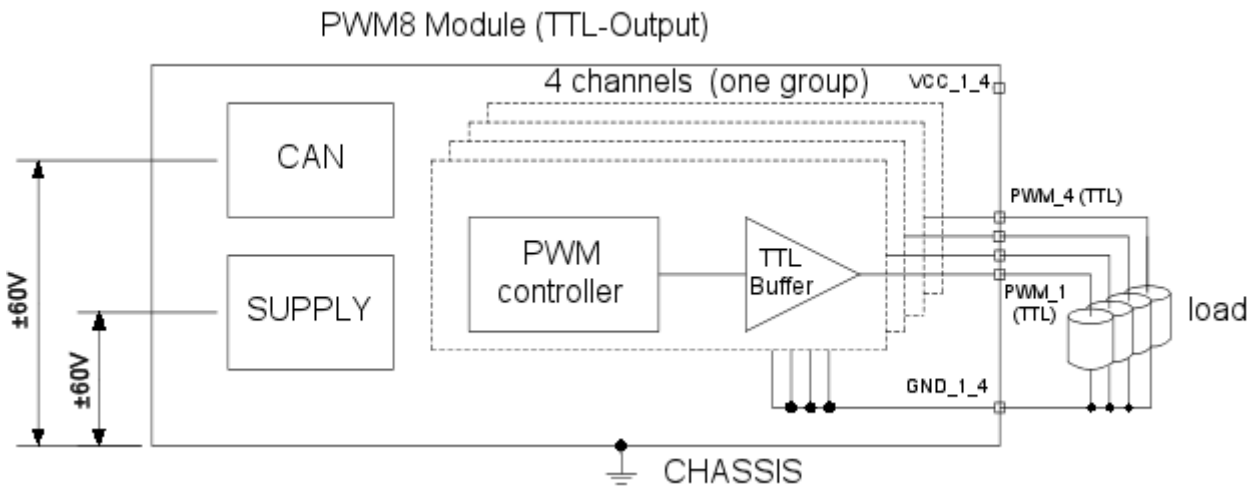 PWM8 Module (TTL-Output)
4 channels (one group)
VCC_1_4
CAN
PWM_4 (TTL)
PWM
controller
TTL
Buffer
SUPPLY
PWM_1
(TTL)
load
±60V
±60V
GND_1_4
CHASSIS